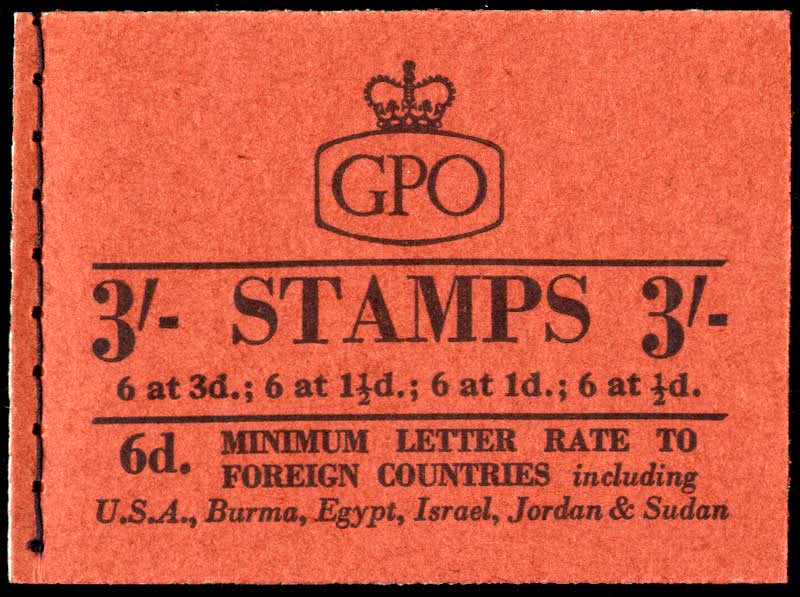 GPO
3/- STAMPS 3/-
6 at 3d.; 6 at 1½d.; 6 at 1d.; 6 at ½d.
6d. MINIMUM LETTER RATE TO
FOREIGN COUNTRIES including
U.S.A., Burma, Egypt, Israel, Jordan & Sudan